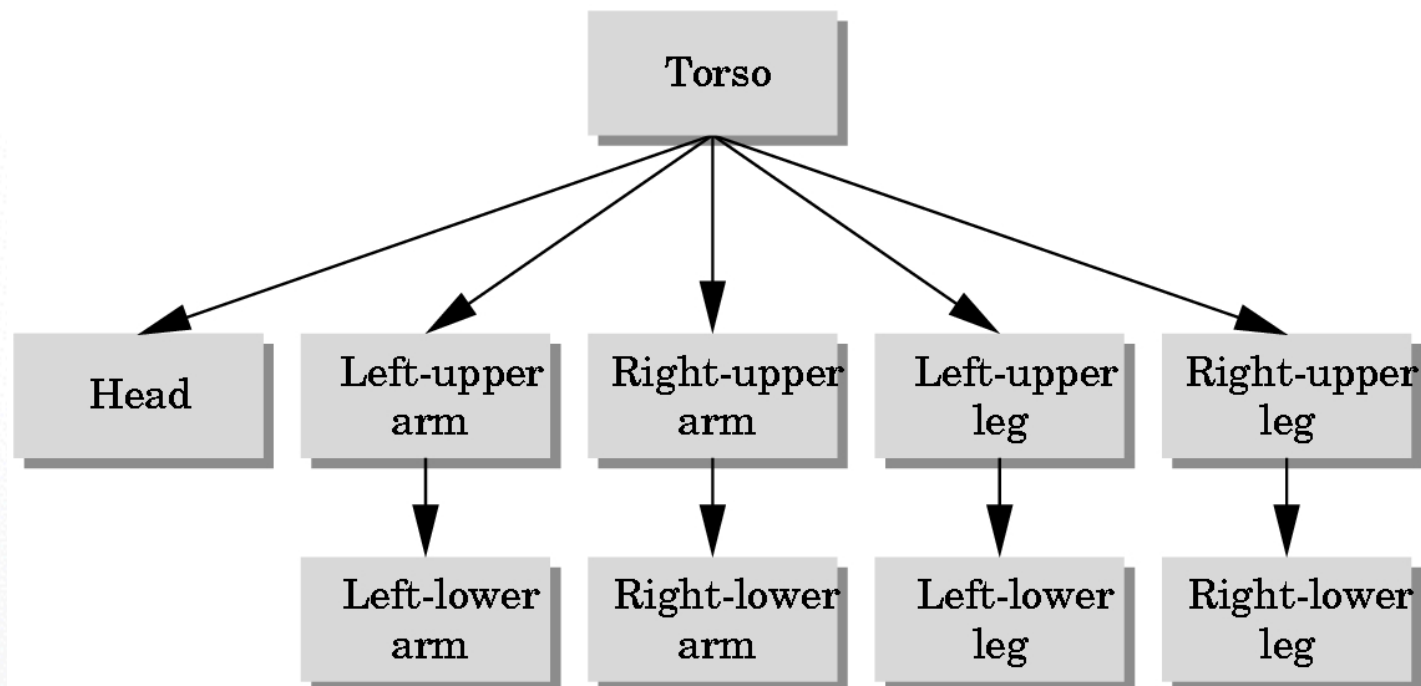 Torso
Head
Left-upper
arm
Right-upper
arm
Left-upper
leg
Right-upper
leg
Left-lower
arm
Right-lower
arm
Left-lower
leg
Right-lower
leg